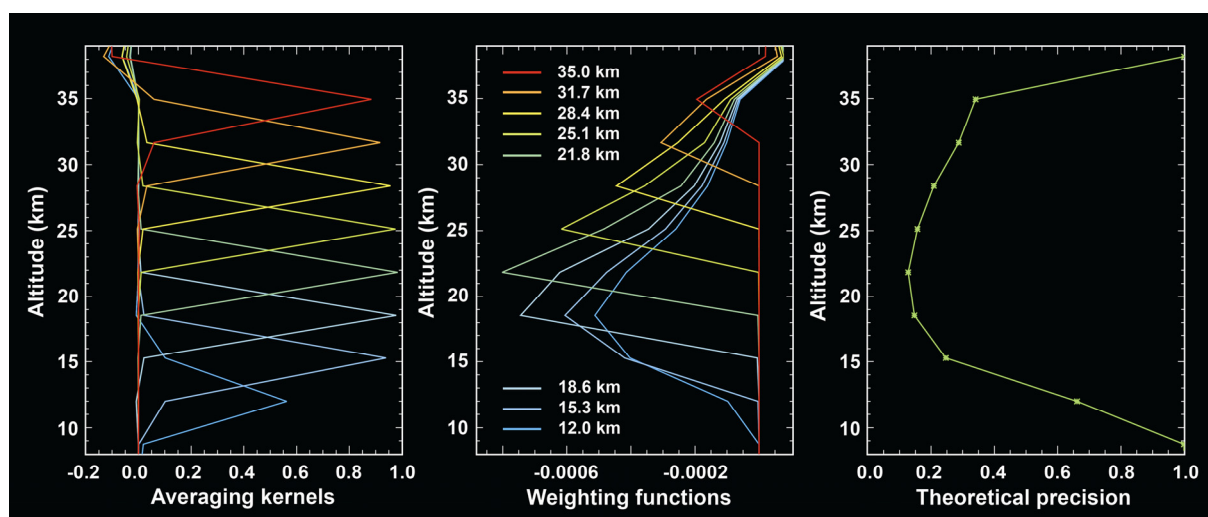 35
30
25
20
15
10
Altitude (km)
-0.2
0.0
0.2
0.4
0.6
0.8
1.0
Averaging kernels
35.0 km
31.7 km
28.4 km
25.1 km
21.8 km
18.6 km
15.3 km
12.0 km
35
30
25
20
15
10
Altitude (km)
-0.0006
-0.0002
Weighting functions
35
30
25
20
15
10
Altitude (km)
0.0
0.2
0.4
0.6
0.8
1.0
Theoretical precision